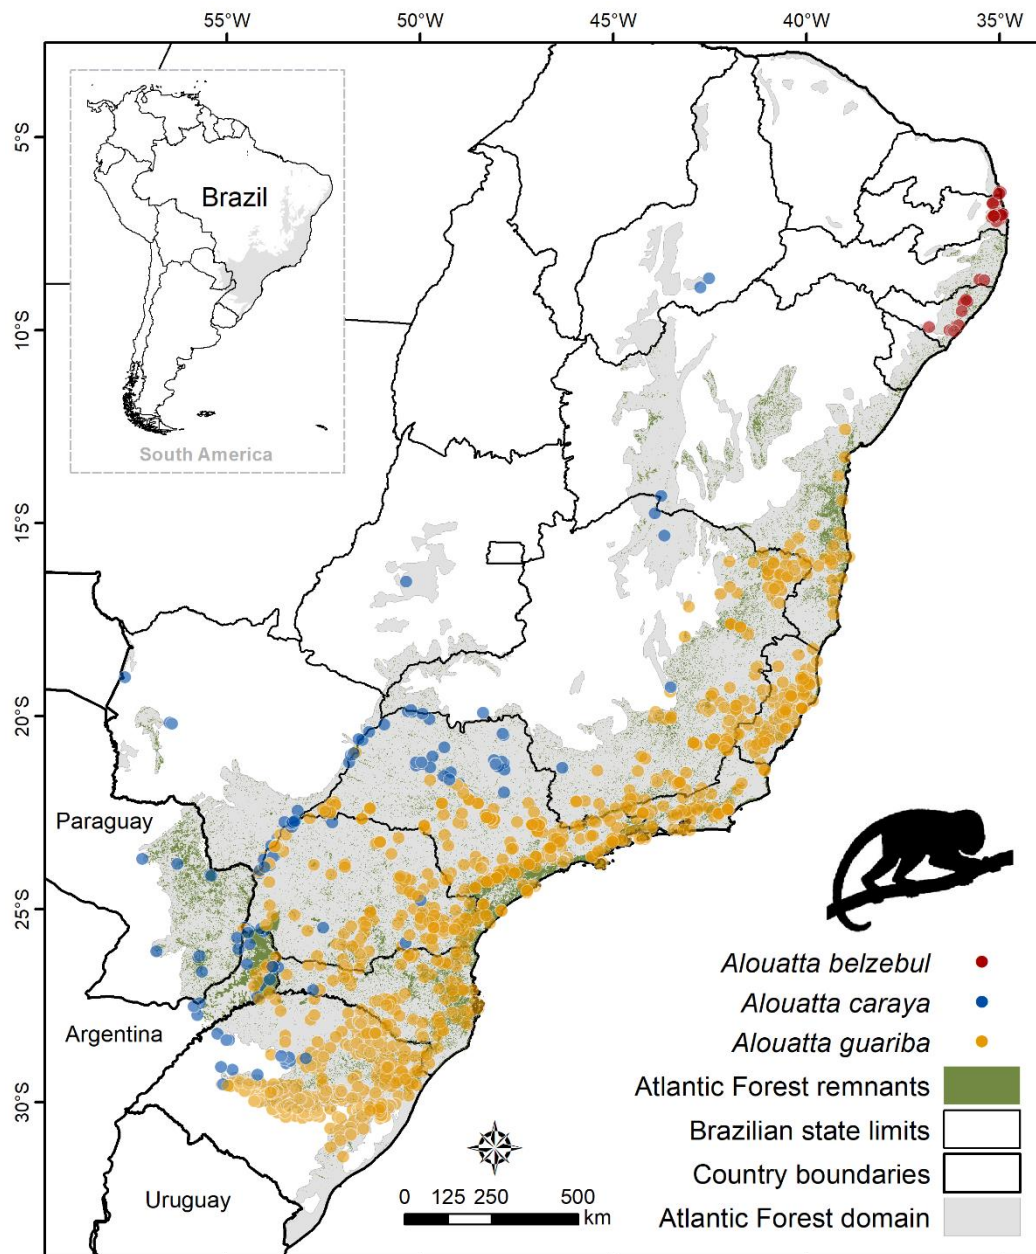 55°W 50°W 45°W 40°W 35°W
5°S
10°S
15°S
20°S
25°S
30°S
Brazil
South America
Paraguay
Argentina
Uruguay
Alouatta belzebul
Alouatta caraya
Alouatta guariba
Atlantic Forest remnants
Brazilian state limits
Country boundaries
Atlantic Forest domain
0 125 250 500
km